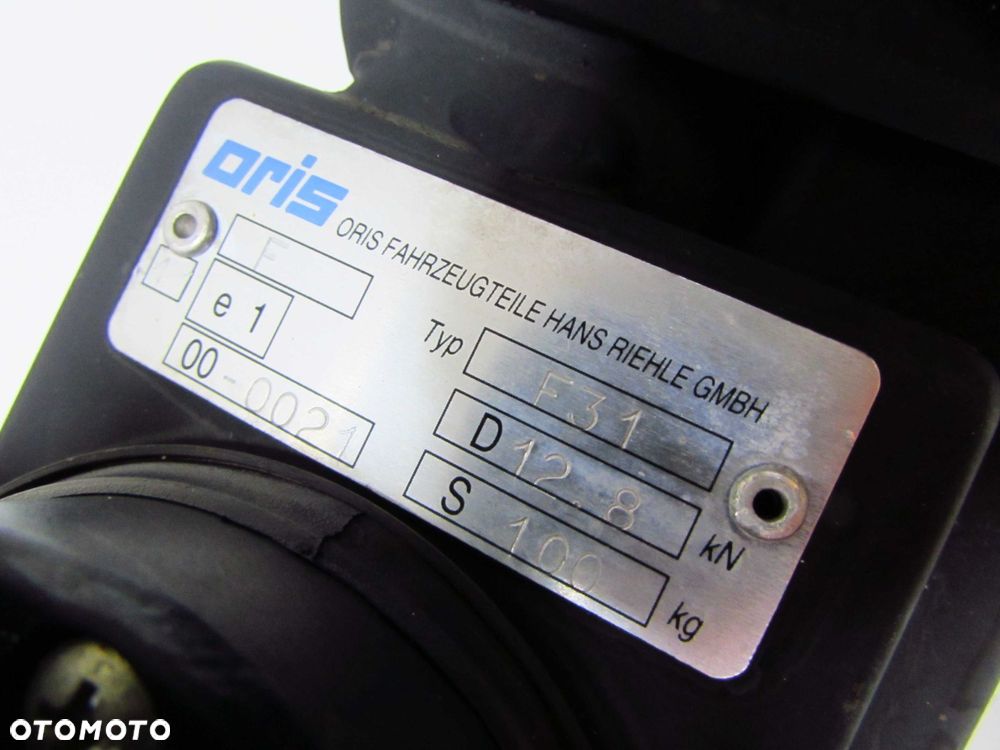 oris
ORIS FAHRZEUGTEILE HANS RIEHLE GMBH
F
e 1
00-0021
Typ F31
D 12.8 kN
S 100 kg
OTOMOTO